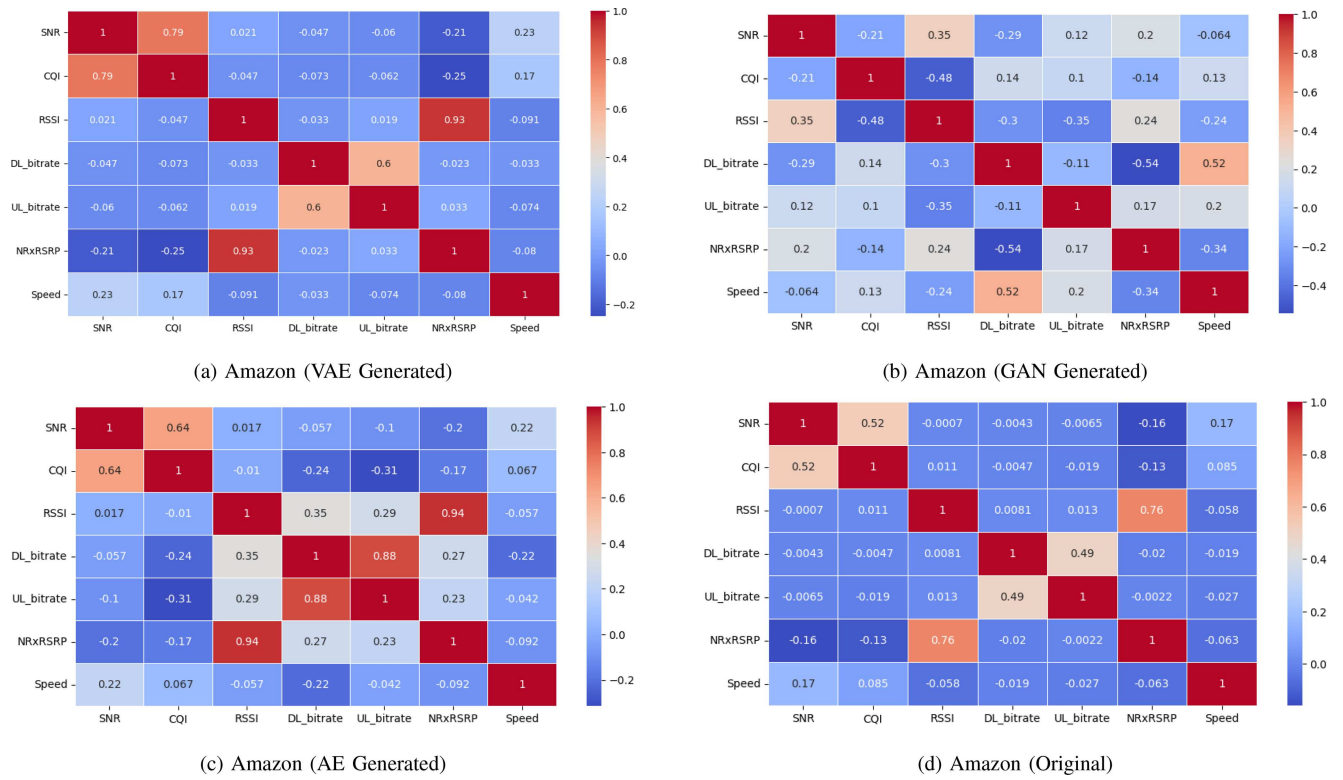 SNR 1 0.79 0.021 -0.047 -0.06 -0.21 0.23
CQI 0.79 1 -0.047 -0.073 -0.062 -0.25 0.17
RSSI 0.021 -0.047 1 -0.033 0.019 0.93 -0.091
DL_bitrate -0.047 -0.073 -0.033 1 0.6 -0.023 -0.033
UL_bitrate -0.06 -0.062 0.019 0.6 1 0.033 -0.074
NRxRSRP -0.21 -0.25 0.93 -0.023 0.033 1 -0.08
Speed 0.23 0.17 -0.091 -0.033 -0.074 -0.08 1
SNR CQI RSSI DL_bitrate UL_bitrate NRxRSRP Speed
1.0
0.8
0.6
0.4
0.2
0.0
−0.2
(a) Amazon (VAE Generated)
SNR 1 -0.21 0.35 -0.29 0.12 0.2 -0.064
CQI -0.21 1 -0.48 0.14 0.1 -0.14 0.13
RSSI 0.35 -0.48 1 -0.3 -0.35 0.24 -0.24
DL_bitrate -0.29 0.14 -0.3 1 -0.11 -0.54 0.52
UL_bitrate 0.12 0.1 -0.35 -0.11 1 0.17 0.2
NRxRSRP 0.2 -0.14 0.24 -0.54 0.17 1 -0.34
Speed -0.064 0.13 -0.24 0.52 0.2 -0.34 1
SNR CQI RSSI DL_bitrate UL_bitrate NRxRSRP Speed
1.0
0.8
0.6
0.4
0.2
0.0
−0.2
−0.4
(b) Amazon (GAN Generated)
SNR 1 0.64 0.017 -0.057 -0.1 -0.2 0.22
CQI 0.64 1 -0.01 -0.24 -0.31 -0.17 0.067
RSSI 0.017 -0.01 1 0.35 0.29 0.94 -0.057
DL_bitrate -0.057 -0.24 0.35 1 0.88 0.27 -0.22
UL_bitrate -0.1 -0.31 0.29 0.88 1 0.23 -0.042
NRxRSRP -0.2 -0.17 0.94 0.27 0.23 1 -0.092
Speed 0.22 0.067 -0.057 -0.22 -0.042 -0.092 1
SNR CQI RSSI DL_bitrate UL_bitrate NRxRSRP Speed
1.0
0.8
0.6
0.4
0.2
0.0
−0.2
(c) Amazon (AE Generated)
SNR 1 0.52 -0.0007 -0.0043 -0.0065 -0.16 0.17
CQI 0.52 1 0.011 -0.0047 -0.019 -0.13 0.085
RSSI -0.0007 0.011 1 0.0081 0.013 0.76 -0.058
DL_bitrate -0.0043 -0.0047 0.0081 1 0.49 -0.02 -0.019
UL_bitrate -0.0065 -0.019 0.013 0.49 1 -0.0022 -0.027
NRxRSRP -0.16 -0.13 0.76 -0.02 -0.0022 1 -0.063
Speed 0.17 0.085 -0.058 -0.019 -0.027 -0.063 1
SNR CQI RSSI DL_bitrate UL_bitrate NRxRSRP Speed
1.0
0.8
0.6
0.4
0.2
0.0
(d) Amazon (Original)